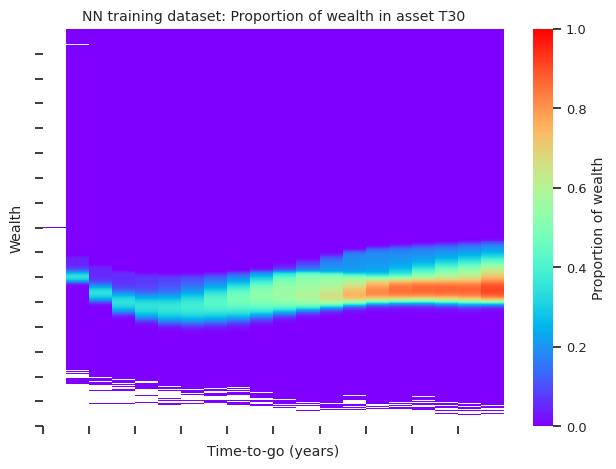 NN training dataset: Proportion of wealth in asset T30
1.0
0.8
0.6
0.4
0.2
0.0
Proportion of wealth
Wealth
Time-to-go (years)